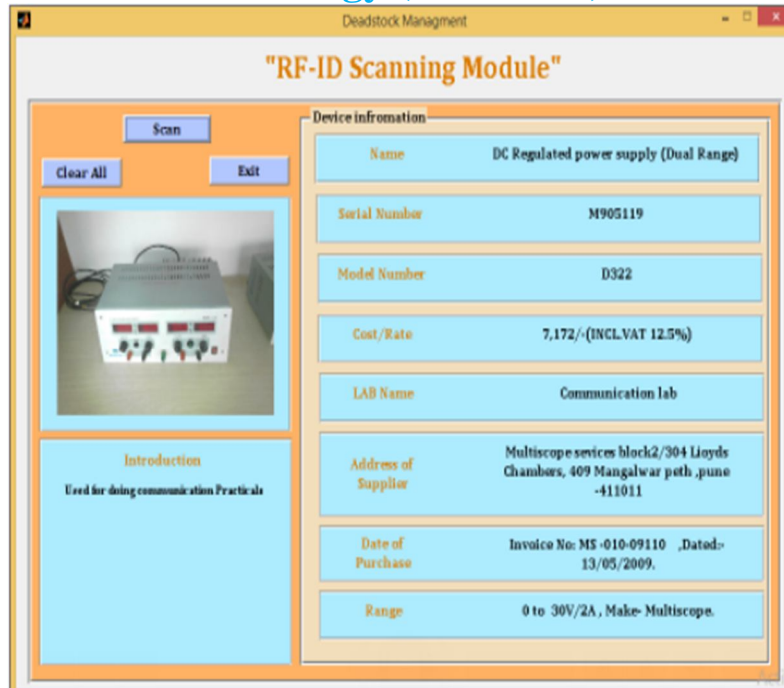 Deadstock Managment
"RF-ID Scanning Module"
Scan
Clear All
Exit
Introduction
Used for doing communication Practicals
Device infromation
Name
DC Regulated power supply (Dual Range)
Serial Number
M905119
Model Number
D322
Cost/Rate
7,172/-(INCL.VAT 12.5%)
LAB Name
Communication lab
Address of
Supplier
Multiscope sevices block2/304 Lioyds
Chambers, 409 Mangalwar peth ,pune
-411011
Date of
Purchase
Invoice No: MS -010-09110 ,Dated:-
13/05/2009.
Range
0 to 30V/2A , Make- Multiscope.